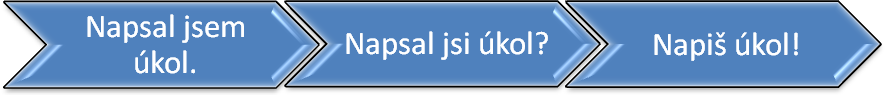 Napsal jsem
úkol.
Napsal jsi úkol?
Napiš úkol!